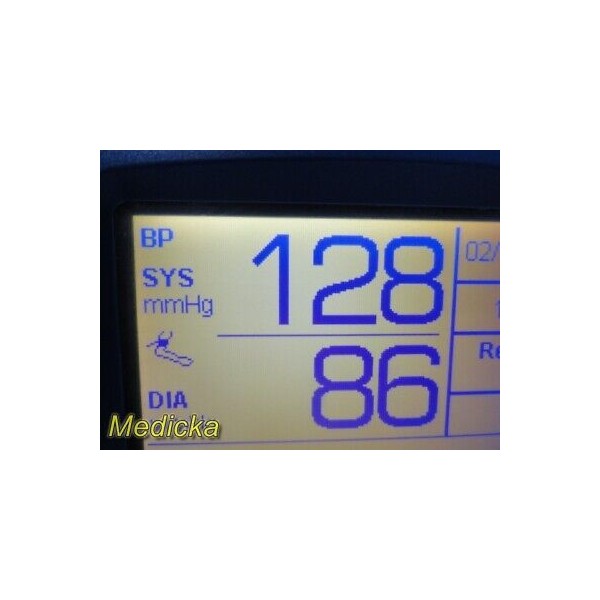 BP
SYS
mmHg
128
02/
DIA
86
Medicka